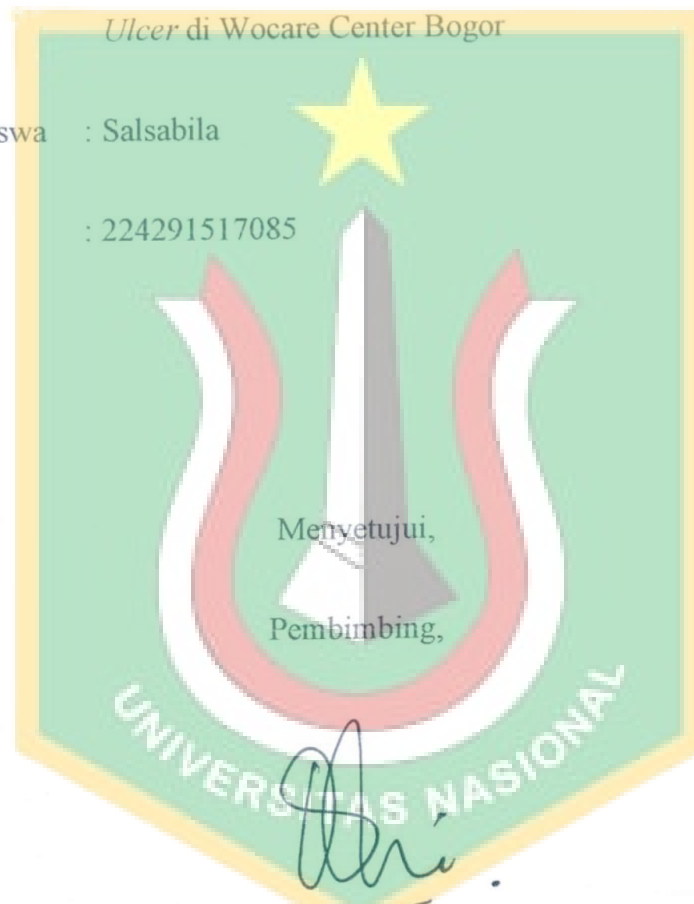 Ulcer di Wocare Center Bogor
swa : Salsabila
: 224291517085
Menyetujui,
Pembimbing,
UNIVERSITAS NASIONAL